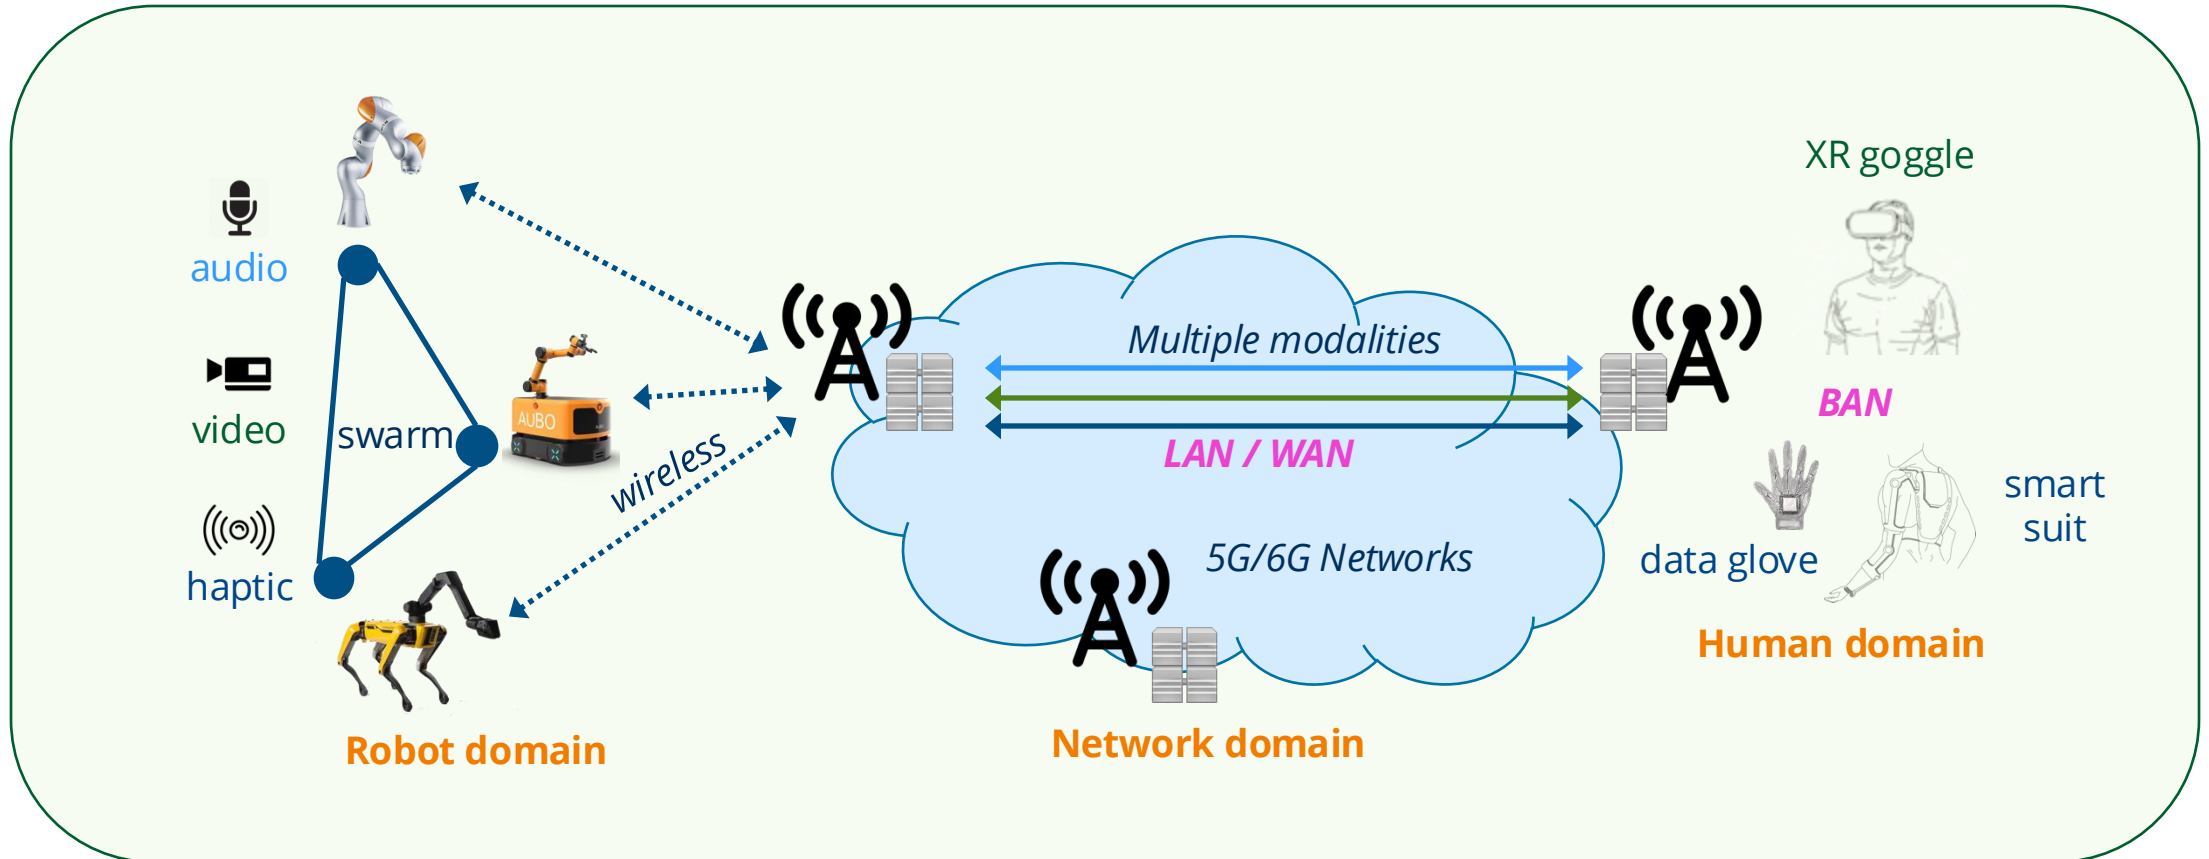 XR goggle
audio
Multiple modalities
BAN
video
swarm
AUBO
wireless
LAN / WAN
smart
suit
5G/6G Networks
data glove
haptic
Human domain
Robot domain
Network domain